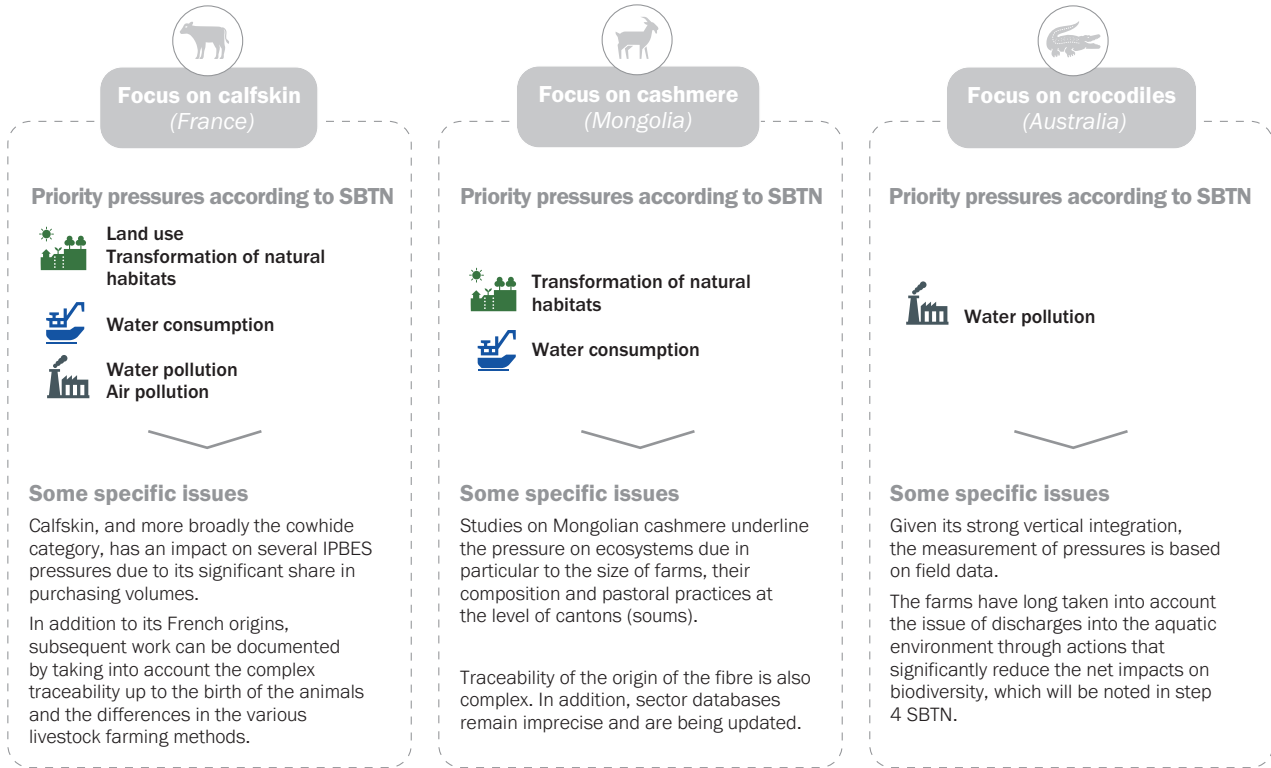 Focus on calfskin
(France)
Priority pressures according to SBTN
Land use
Transformation of natural
habitats
Water consumption
Water pollution
Air pollution
Some specific issues
Calfskin, and more broadly the cowhide
category, has an impact on several IPBES
pressures due to its significant share in
purchasing volumes.
In addition to its French origins,
subsequent work can be documented
by taking into account the complex
traceability up to the birth of the animals
and the differences in the various
livestock farming methods.
Focus on cashmere
(Mongolia)
Priority pressures according to SBTN
Transformation of natural
habitats
Water consumption
Some specific issues
Studies on Mongolian cashmere underline
the pressure on ecosystems due in
particular to the size of farms, their
composition and pastoral practices at
the level of cantons (soums).
Traceability of the origin of the fibre is also
complex. In addition, sector databases
remain imprecise and are being updated.
Focus on crocodiles
(Australia)
Priority pressures according to SBTN
Water pollution
Some specific issues
Given its strong vertical integration,
the measurement of pressures is based
on field data.
The farms have long taken into account
the issue of discharges into the aquatic
environment through actions that
significantly reduce the net impacts on
biodiversity, which will be noted in step
4 SBTN.